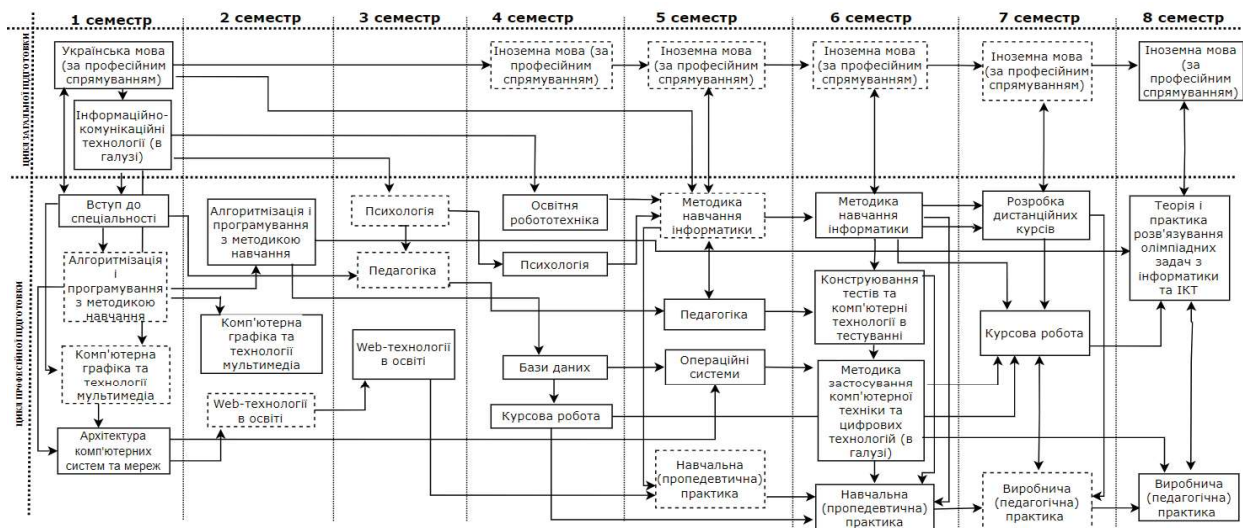 1 семестр
2 семестр
3 семестр
4 семестр
5 семестр
6 семестр
7 семестр
8 семестр
ЦИКЛ ЗАГАЛЬНОЇ ПІДГОТОВКИ
Українська мова
(за професійним
спрямуванням)
Іноземна мова (за
професійним
спрямуванням)
Іноземна мова (за
професійним
спрямуванням)
Іноземна мова (за
професійним
спрямуванням)
Іноземна мова
(за професійним
спрямуванням)
Іноземна мова
(за
професійним
спрямуванням)
Інформаційно-
комунікаційні
технології (в
галузі)
ЦИКЛ ПРОФЕСІЙНОЇ ПІДГОТОВКИ
Вступ до
спеціальності
Алгоритмізація
і
програмування
з методикою
навчання
Комп'ютерна
графіка та
технології
мультимедіа
Архітектура
комп'ютерних
систем та мереж
Алгоритмізація і
програмування
з методикою
навчання
Комп'ютерна
графіка та
технології
мультимедіа
Web-технології
в освіті
Психологія
Педагогіка
Web-технології
в освіті
Освітня
робототехніка
Психологія
Бази даних
Курсова робота
Методика
навчання
інформатики
Педагогіка
Операційні
системи
Навчальна
(пропедевтична)
практика
Методика
навчання
інформатики
Конструювання
тестів та
комп'ютерні
технології в
тестуванні
Методика
застосування
комп'ютерної
техніки та
цифрових
технологій (в
галузі)
Навчальна
(пропедевтична)
практика
Розробка
дистанційних
курсів
Курсова робота
Виробнича
(педагогічна)
практика
Теорія і
практика
розв'язування
олімпіадних
задач з
інформатики
та ІКТ
Виробнича
(педагогічна)
практика